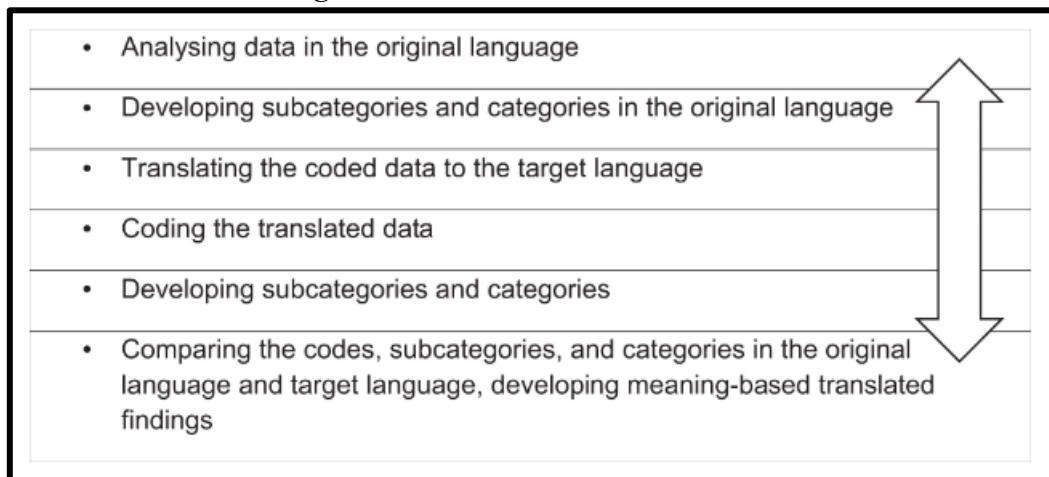 • Analysing data in the original language
• Developing subcategories and categories in the original language
• Translating the coded data to the target language
• Coding the translated data
• Developing subcategories and categories
• Comparing the codes, subcategories, and categories in the original
language and target language, developing meaning-based translated
findings